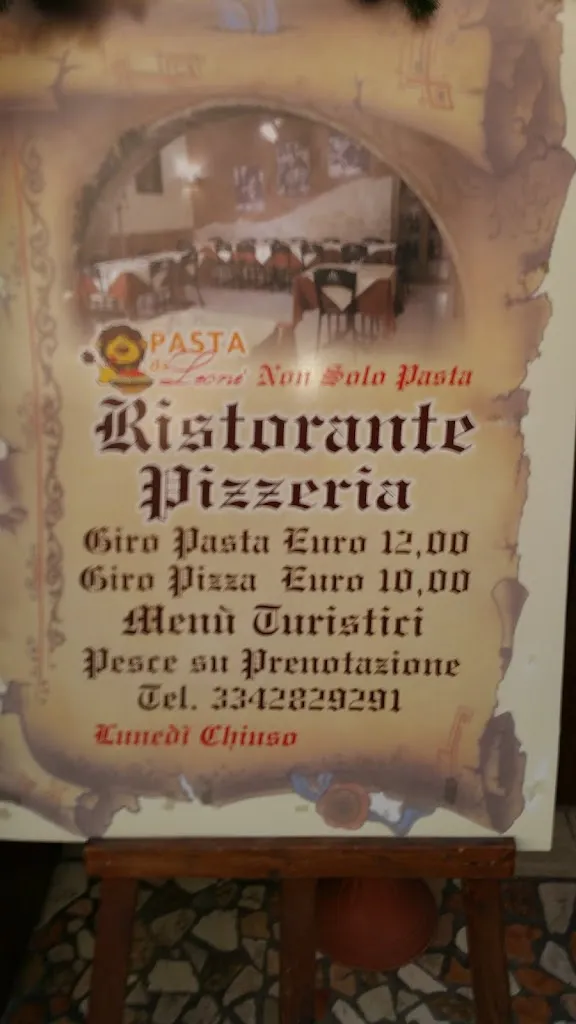 PASTA
da Leone Non Solo Pasta
Ristorante
Pizzeria
Giro Pasta Euro 12,00
Giro Pizza Euro 10,00
Menù Turistici
Pesce su Prenotazione
Tel. 3342829291
Lunedì Chiuso